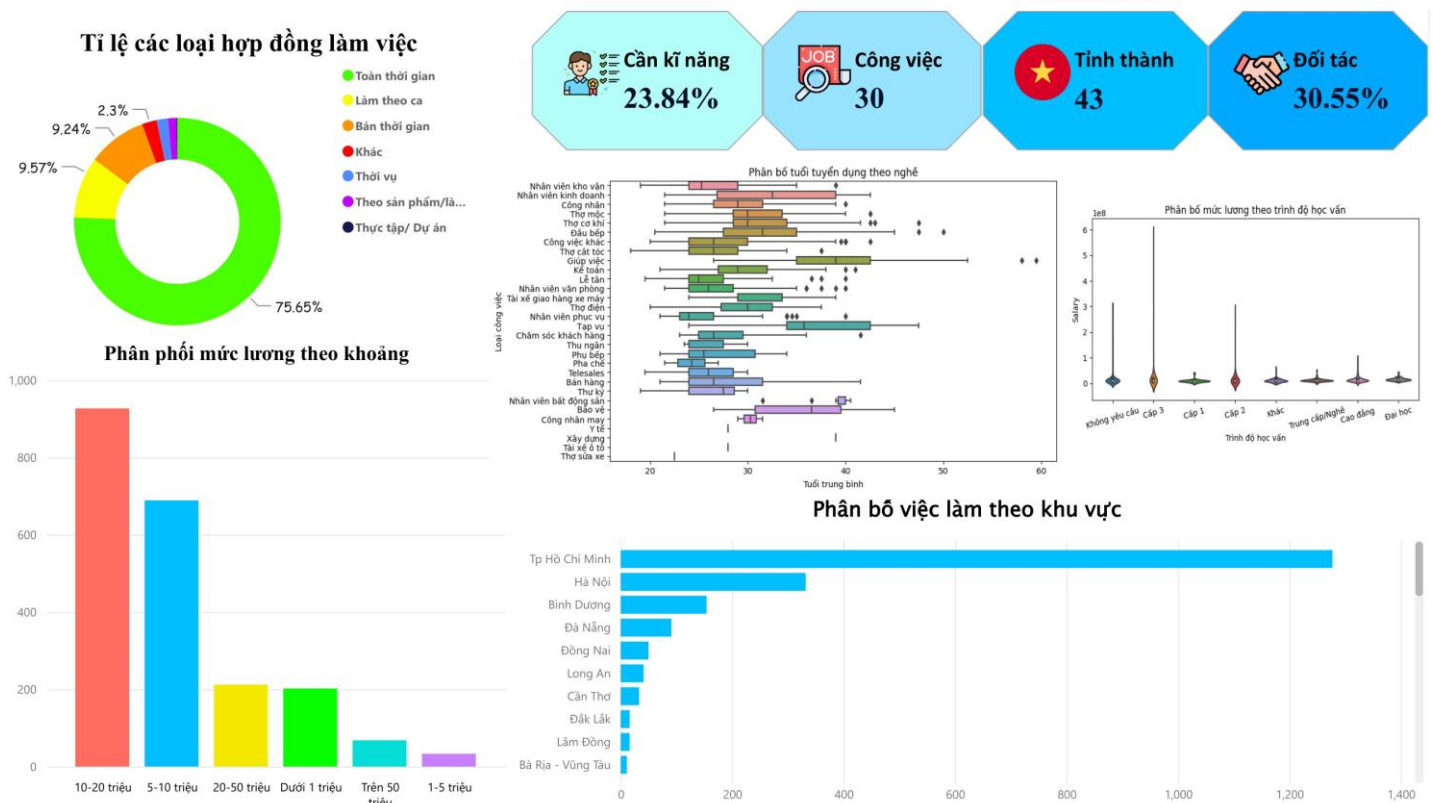 Tỉ lệ các loại hợp đồng làm việc
Toàn thời gian
Làm theo ca
Bán thời gian
Khác
Thời vụ
Theo sản phẩm/là...
Thực tập/ Dự án
2.3%
9.24%
9.57%
75.65%
Cần kĩ năng
23.84%
JOB
Công việc
30
Tỉnh thành
43
Đối tác
30.55%
Phân bố tuổi tuyển dụng theo nghề
Loại công việc
Nhân viên kho vận
Nhân viên kinh doanh
Công nhân
Thợ mộc
Thợ cơ khí
Đầu bếp
Công việc khác
Thợ cắt tóc
Giúp việc
Kế toán
Lễ tân
Nhân viên văn phòng
Tài xế giao hàng xe máy
Thợ điện
Nhân viên phục vụ
Tạp vụ
Chăm sóc khách hàng
Thu ngân
Phụ bếp
Pha chế
Telesales
Bán hàng
Thư ký
Nhân viên bất động sản
Bảo vệ
Công nhân may
Y tế
Xây dựng
Tài xế ô tô
Thợ sửa xe
20 30 40 50 60
Tuổi trung bình
Phân bố mức lương theo trình độ học vấn
1e8
Salary
6
5
4
3
2
1
0
Không yêu cầu Cấp 3 Cấp 1 Cấp 2 Khác Trung cấp/Nghề Cao đẳng Đại học
Trình độ học vấn
Phân phối mức lương theo khoảng
1,000
800
600
400
200
0
10-20 triệu 5-10 triệu 20-50 triệu Dưới 1 triệu Trên 50 triệu 1-5 triệu
Phân bố việc làm theo khu vực
Tp Hồ Chí Minh
Hà Nội
Bình Dương
Đà Nẵng
Đồng Nai
Long An
Cần Thơ
Đắk Lắk
Lâm Đồng
Bà Rịa - Vũng Tàu
0 200 400 600 800 1,000 1,200 1,400